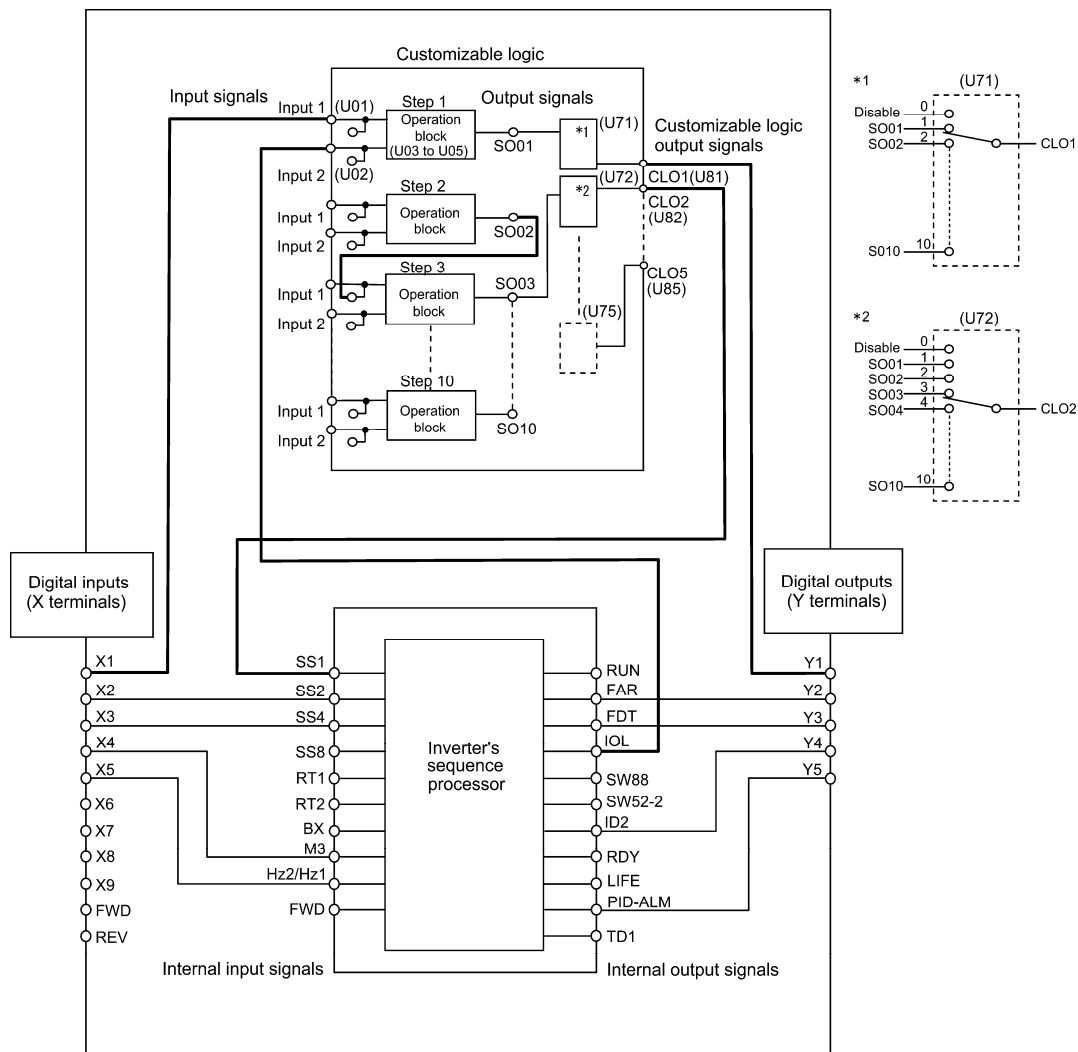 Customizable logic
Input signals
Input 1
(U01)
Step 1
Operation
block
(U03 to U05)
Output signals
SO01
*1
(U71)
Customizable logic
output signals
Input 2
(U02)
Step 2
Input 1
Operation
block
Input 2
SO02
*2
(U72)
CLO1(U81)
CLO2
(U82)
Step 3
Input 1
Operation
block
Input 2
SO03
CLO5
(U85)
(U75)
Step 10
Input 1
Operation
block
Input 2
SO10
*1
(U71)
Disable
0
SO01
1
SO02
2
CLO1
S010
10
*2
(U72)
Disable
0
SO01
1
SO02
2
SO03
3
SO04
4
CLO2
SO10
10
Digital inputs
(X terminals)
Digital outputs
(Y terminals)
X1
X2
X3
X4
X5
X6
X7
X8
X9
FWD
REV
SS1
SS2
SS4
SS8
RT1
RT2
BX
M3
Hz2/Hz1
FWD
Inverter's
sequence
processor
RUN
FAR
FDT
IOL
SW88
SW52-2
ID2
RDY
LIFE
PID-ALM
TD1
Y1
Y2
Y3
Y4
Y5
Internal input signals
Internal output signals